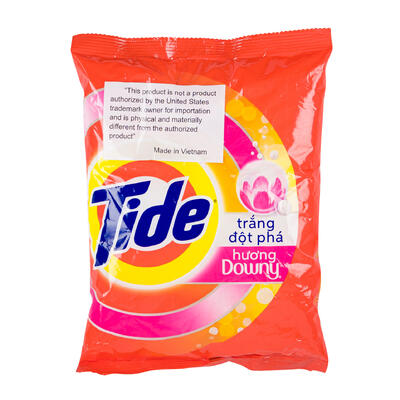 "This product is not a product
authorized by the United States
trademark owner for importation
and is physical and materially
different from the authorized
product"
Made in Vietnam
Tide
trắng
đột phá
hương
Downy